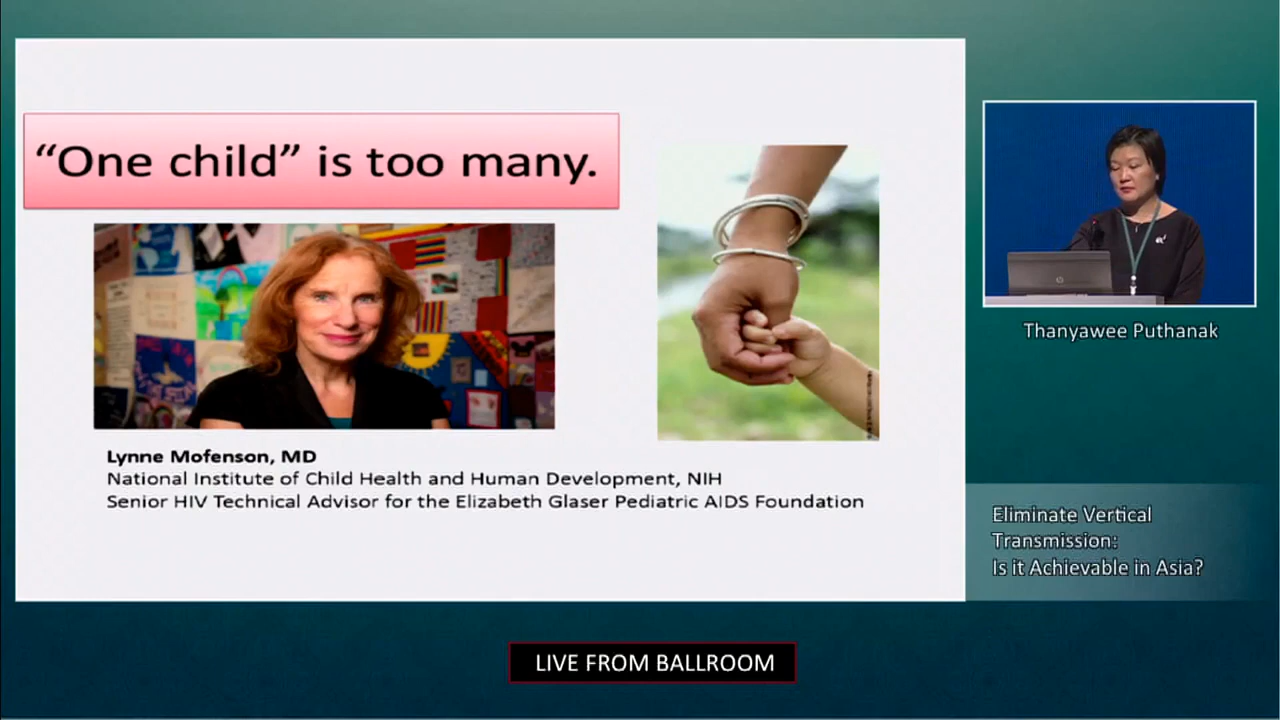 “One child” is too many.
Lynne Mofenson, MD
National Institute of Child Health and Human Development, NIH
Senior HIV Technical Advisor for the Elizabeth Glaser Pediatric AIDS Foundation
Thanyawee Puthanak
Eliminate Vertical
Transmission:
Is it Achievable in Asia?
LIVE FROM BALLROOM